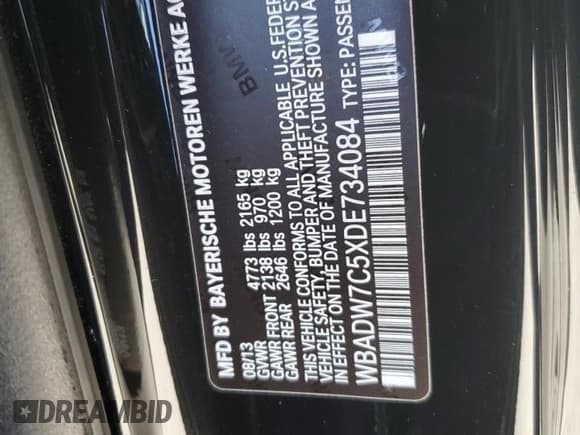 MFD BY BAYERISCHE MOTOREN WERKE AG
08/13
GVWR 4773 lbs 2165 kg
GAWR FRONT 2138 lbs 970 kg
GAWR REAR 2646 lbs 1200 kg
THIS VEHICLE CONFORMS TO ALL APPLICABLE U.S. FEDER
VEHICLE SAFETY, BUMPER AND THEFT PREVENTION S
EFFECT ON THE DATE OF MANUFACTURE SHOWN A
WBADW7C5XDE734084 TYPE: PASSEN
BMW
DREAMBID